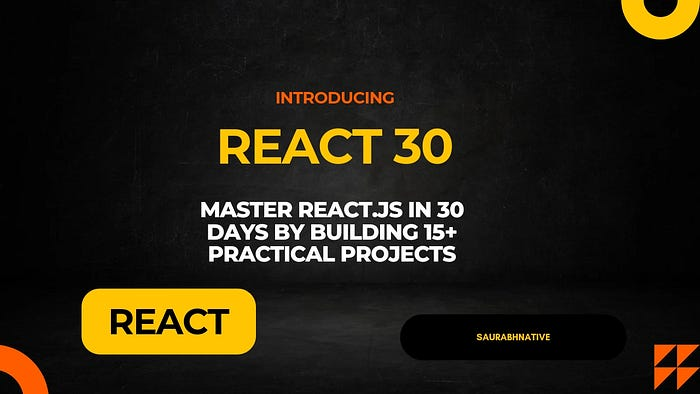 INTRODUCING
REACT 30
MASTER REACT.JS IN 30
DAYS BY BUILDING 15+
PRACTICAL PROJECTS
REACT
SAURABHNATIVE